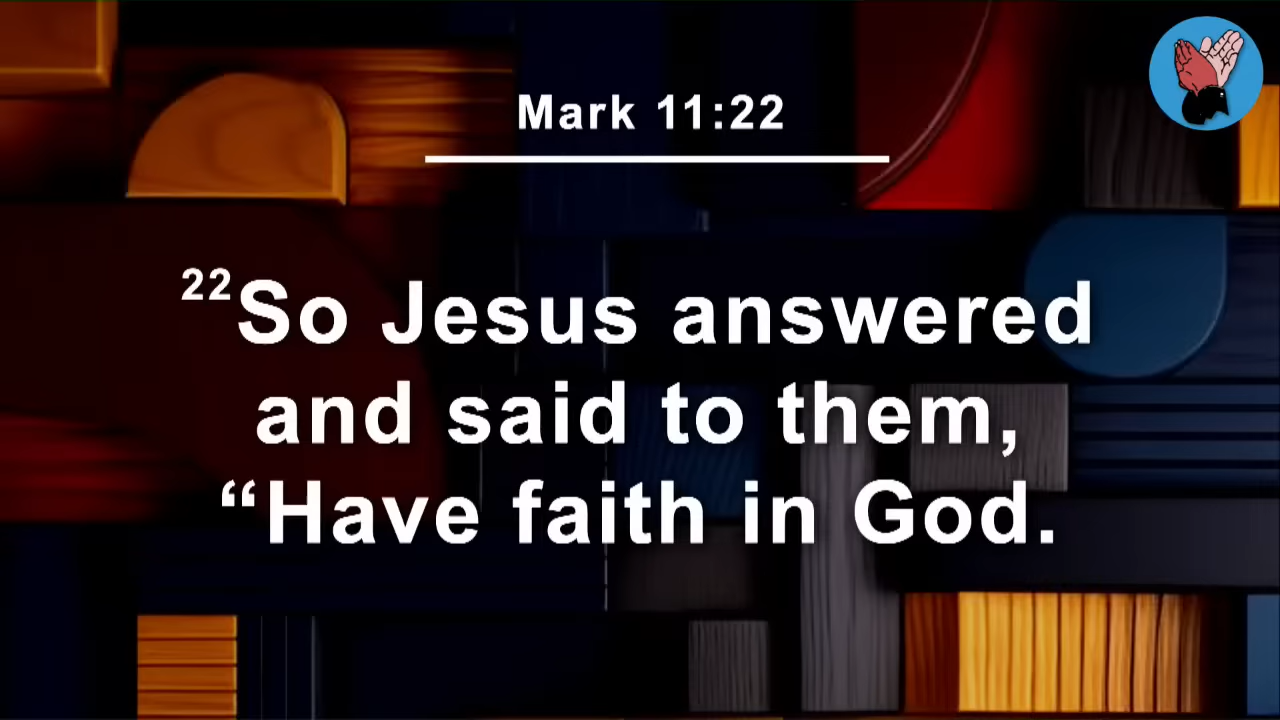 Mark 11:22
22So Jesus answered
and said to them,
“Have faith in God.